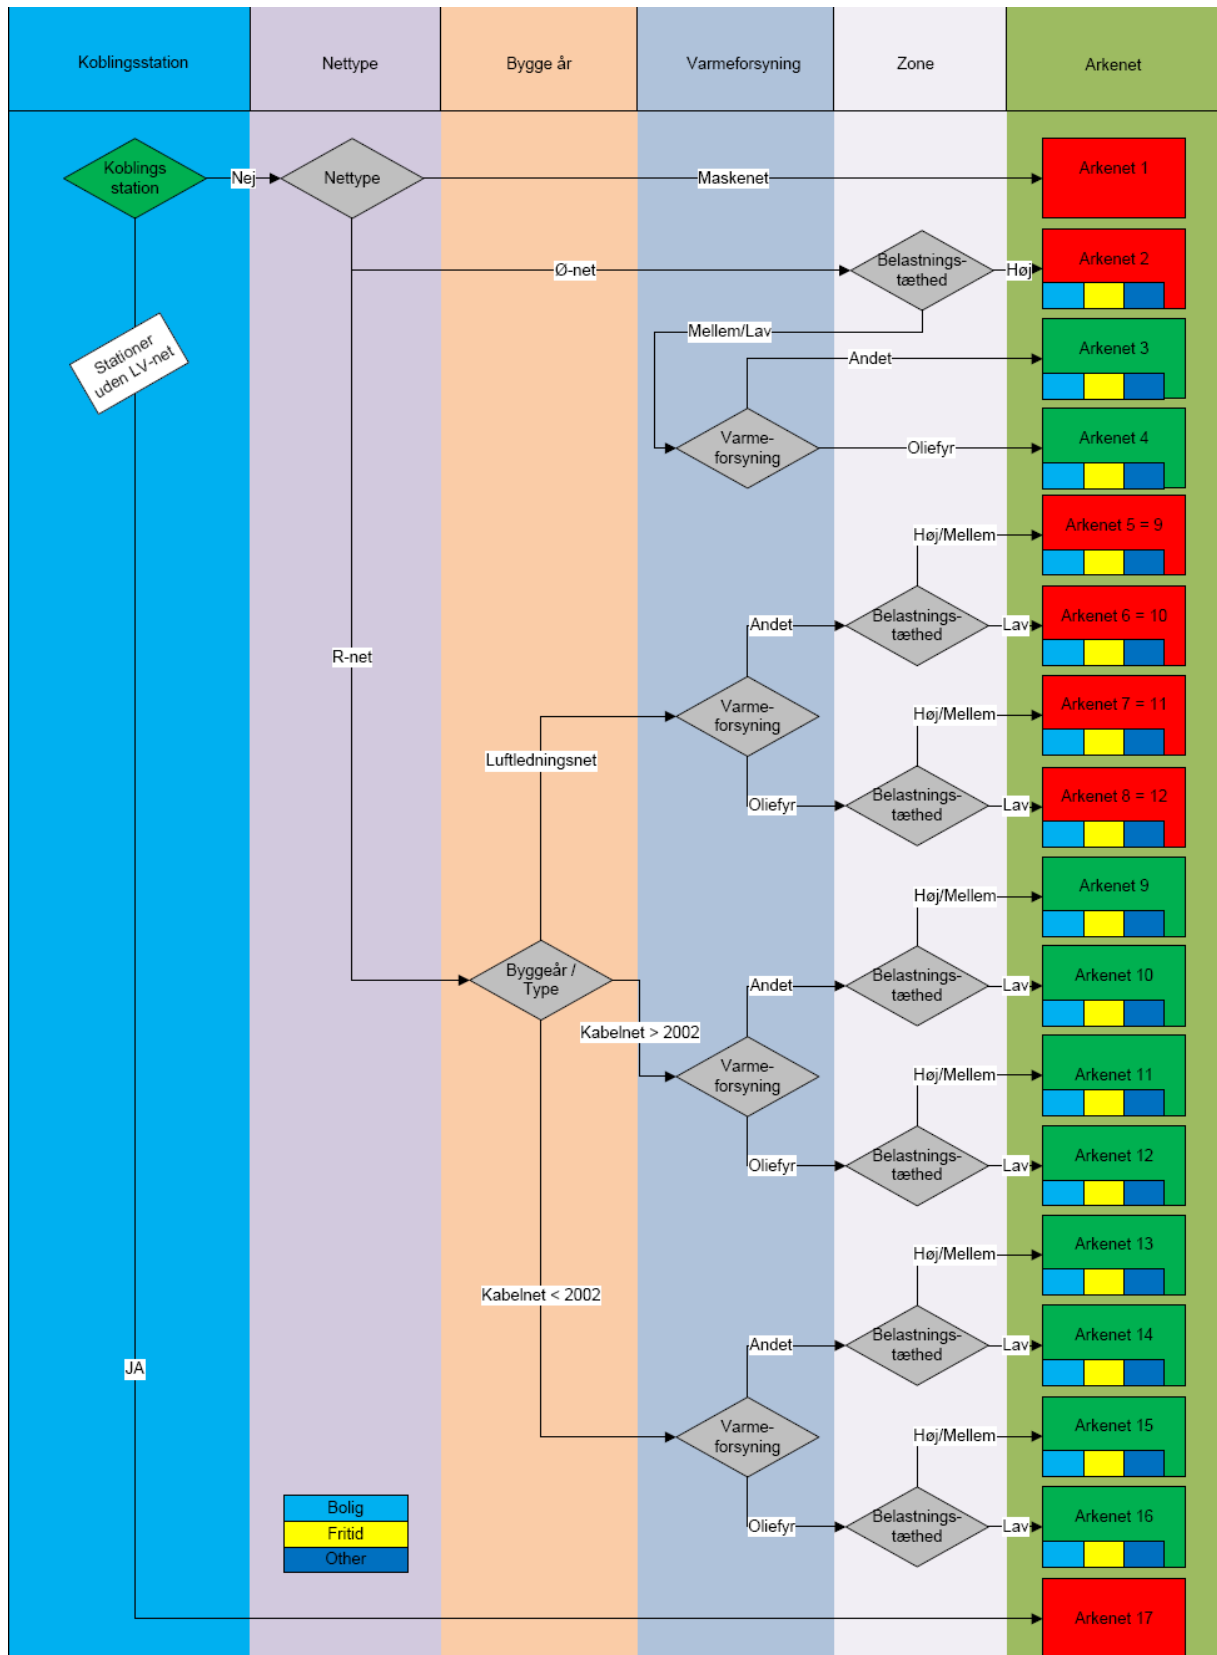 Koblingsstation
Nettype
Bygge år
Varmeforsyning
Zone
Arkenet
Koblings
station
Nej
Nettype
Maskenet
Arkenet 1
Ø-net
Belastnings-
tæthed
Høj
Arkenet 2
Mellem/Lav
Stationer
uden LV-net
Andet
Arkenet 3
Varme-
forsyning
Oliefyr
Arkenet 4
Høj/Mellem
Arkenet 5 = 9
R-net
Andet
Belastnings-
tæthed
Lav
Arkenet 6 = 10
Varme-
forsyning
Høj/Mellem
Arkenet 7 = 11
Luftledningsnet
Oliefyr
Belastnings-
tæthed
Lav
Arkenet 8 = 12
Høj/Mellem
Arkenet 9
Byggeår /
Type
Andet
Belastnings-
tæthed
Lav
Arkenet 10
Kabelnet > 2002
Varme-
forsyning
Høj/Mellem
Arkenet 11
Oliefyr
Belastnings-
tæthed
Lav
Arkenet 12
Høj/Mellem
Arkenet 13
Kabelnet < 2002
JA
Andet
Belastnings-
tæthed
Lav
Arkenet 14
Varme-
forsyning
Høj/Mellem
Arkenet 15
Oliefyr
Belastnings-
tæthed
Lav
Arkenet 16
Bolig
Fritid
Other
Arkenet 17